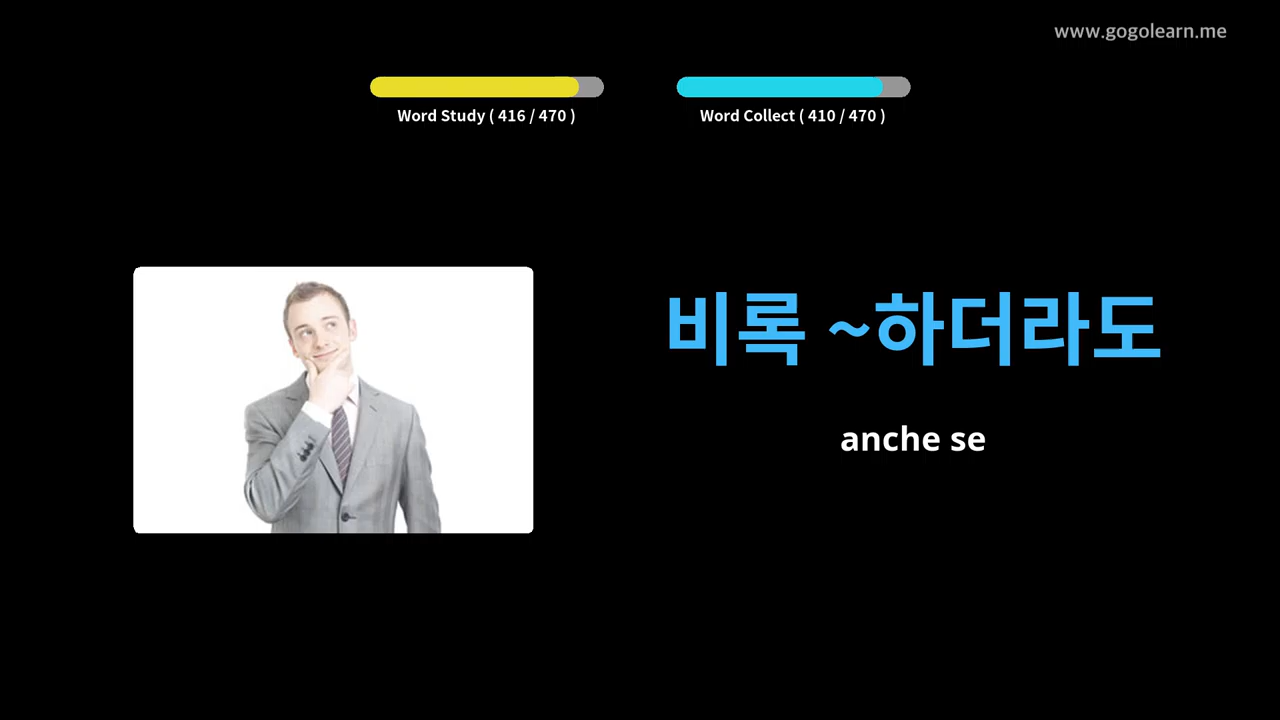 www.gogolearn.me
Word Study ( 416 / 470 )
Word Collect ( 410 / 470 )
비록 ~하더라도
anche se